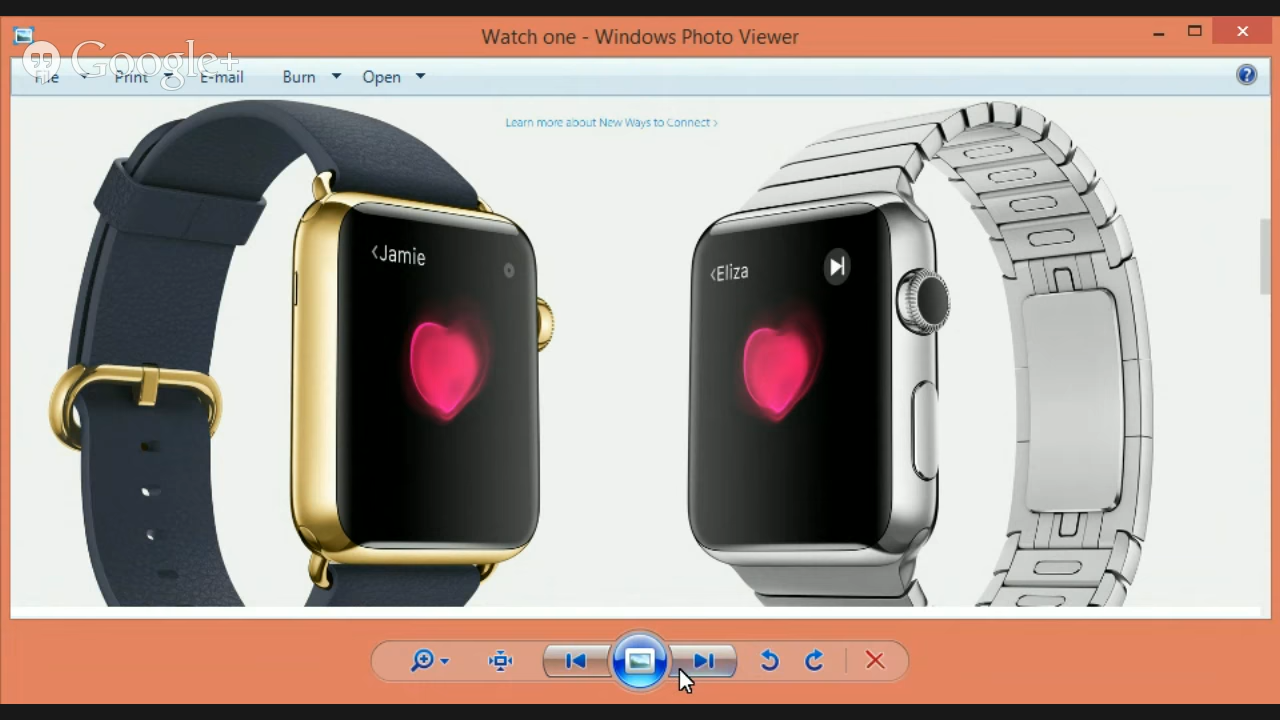 Watch one - Windows Photo Viewer
Google+
File Print E-mail Burn Open
Learn more about New Ways to Connect >
<Jamie
<Eliza